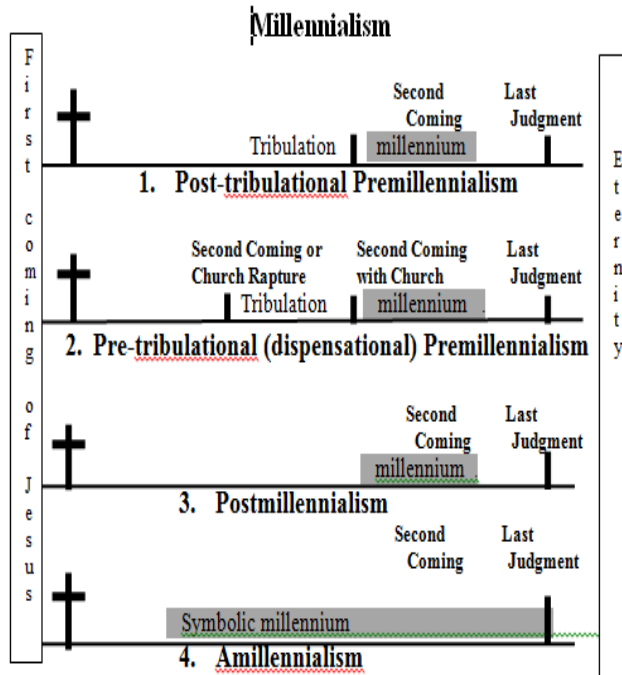 Millennialism
First coming of Jesus
Second Last
Coming Judgment
Tribulation millennium
1. Post-tribulational Premillennialism
Second Coming or Second Coming Last
Church Rapture with Church Judgment
Tribulation millennium .
2. Pre-tribulational (dispensational) Premillennialism
Second Last
Coming Judgment
millennium .
3. Postmillennialism
Second Last
Coming Judgment
Symbolic millennium
4. Amillennialism
Eternity